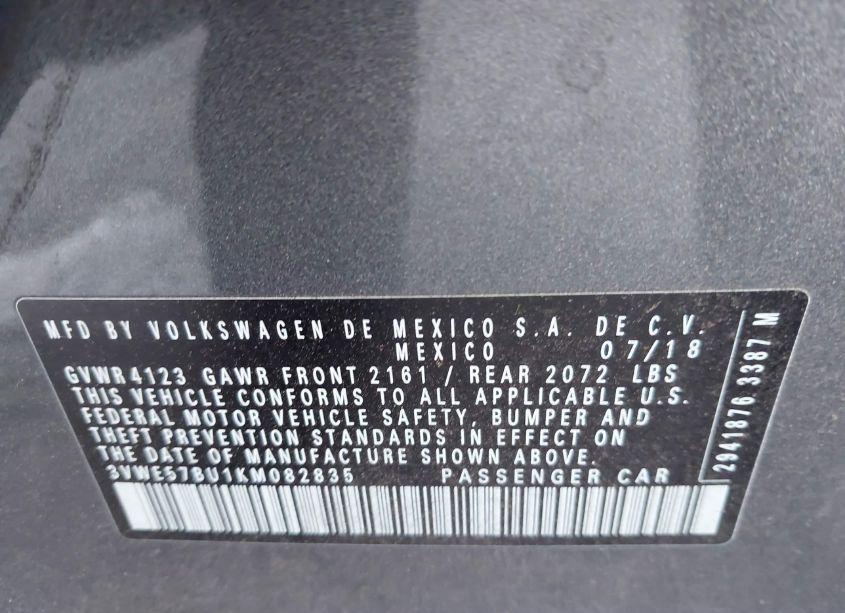 MFD BY VOLKSWAGEN DE MEXICO S.A. DE C.V.
MEXICO 07/18
GVWR4123 GAWR FRONT 2161 / REAR 2072 LBS
THIS VEHICLE CONFORMS TO ALL APPLICABLE U.S.
FEDERAL MOTOR VEHICLE SAFETY, BUMPER AND
THEFT PREVENTION STANDARDS IN EFFECT ON
THE DATE OF MANUFACTURE SHOWN ABOVE.
3VWE57BU1KM082835 PASSENGER CAR
2941876 3387 M